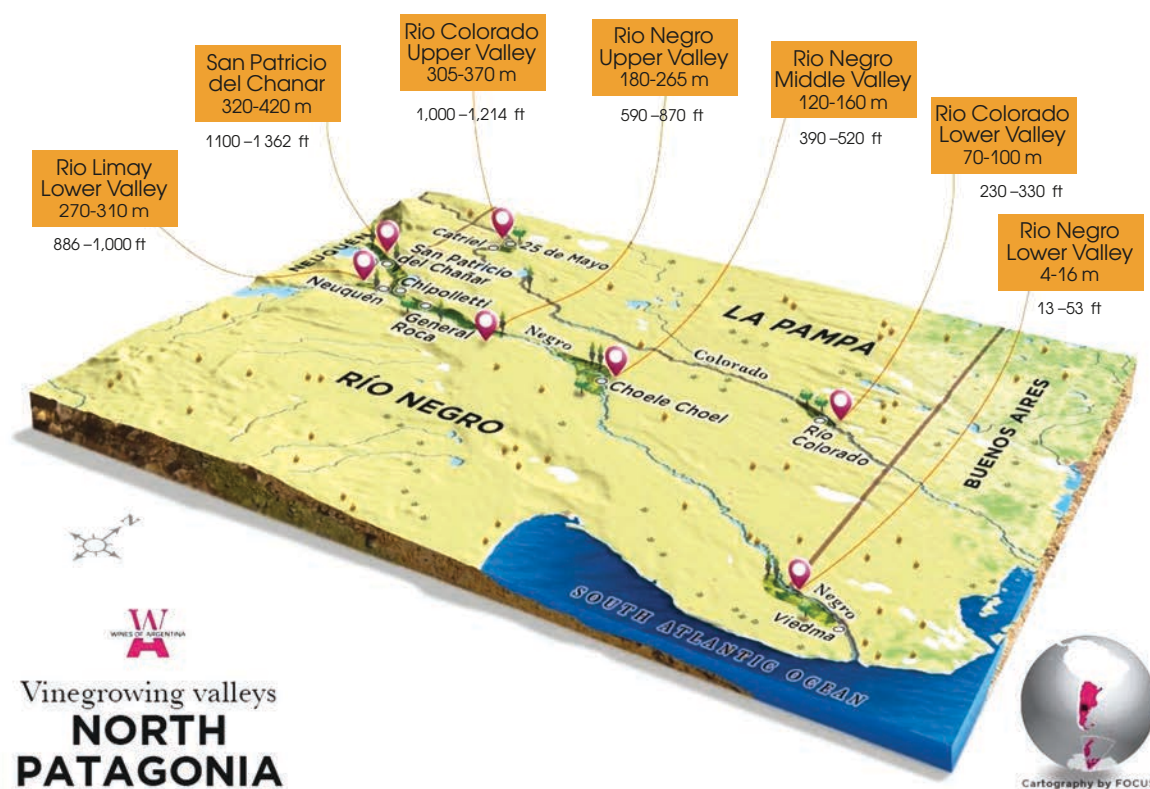 Rio Colorado
Upper Valley
305-370 m
1,000 –1,214 ft
Rio Negro
Upper Valley
180-265 m
590 –870 ft
San Patricio
del Chanar
320-420 m
1100 –1 362 ft
Rio Negro
Middle Valley
120-160 m
390 –520 ft
Rio Colorado
Lower Valley
70-100 m
230 –330 ft
Rio Limay
Lower Valley
270-310 m
886 –1,000 ft
Rio Negro
Lower Valley
4-16 m
13 –53 ft
NEUQUEN
Catriel
25 de Mayo
San Patricio
del Chañar
Chipolletti
Neuquén
General
Roca
Negro
LA PAMPA
Colorado
RÍO NEGRO
Choele Choel
Río
Colorado
BUENOS AIRES
Negro
Viedma
SOUTH ATLANTIC OCEAN
N
W
A
WINES OF ARGENTINA
Vinegrowing valleys
NORTH
PATAGONIA
Cartography by FOCUS